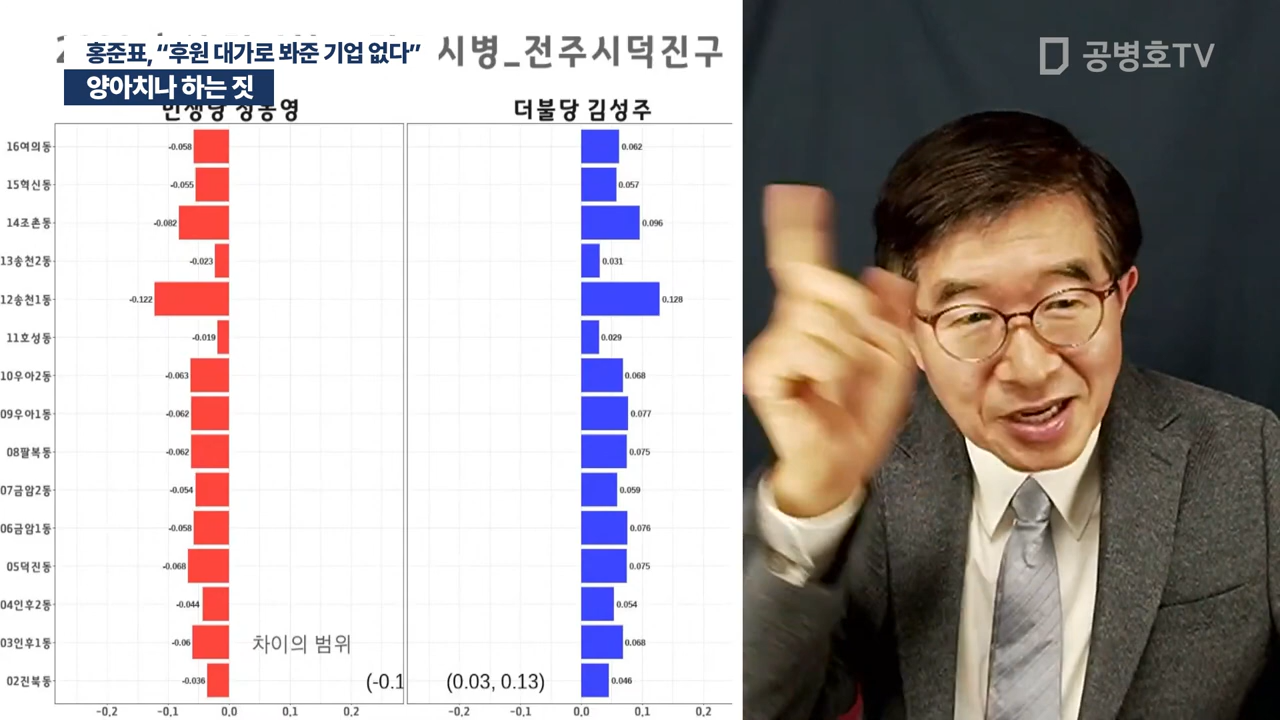 홍준표, “후원 대가로 봐준 기업 없다”
양아치나 하는 짓
시병_전주시덕진구
공병호TV
민생당 정동영
더불당 김성주
16여의동 -0.058 0.062
15혁신동 -0.055 0.057
14조촌동 -0.082 0.096
13송천2동 -0.023 0.031
12송천1동 -0.122 0.128
11호성동 -0.019 0.029
10우아2동 -0.063 0.068
09우아1동 -0.062 0.077
08팔복동 -0.062 0.075
07금암2동 -0.054 0.059
06금암1동 -0.058 0.076
05덕진동 -0.068 0.075
04인후2동 -0.044 0.054
03인후1동 -0.06 차이의 범위 0.068
02진북동 -0.036 (-0.1 (0.03, 0.13) 0.046
-0,2 -0,1 0,0 0,1 0,2 -0,2 -0,1 0,0 0,1 0,2